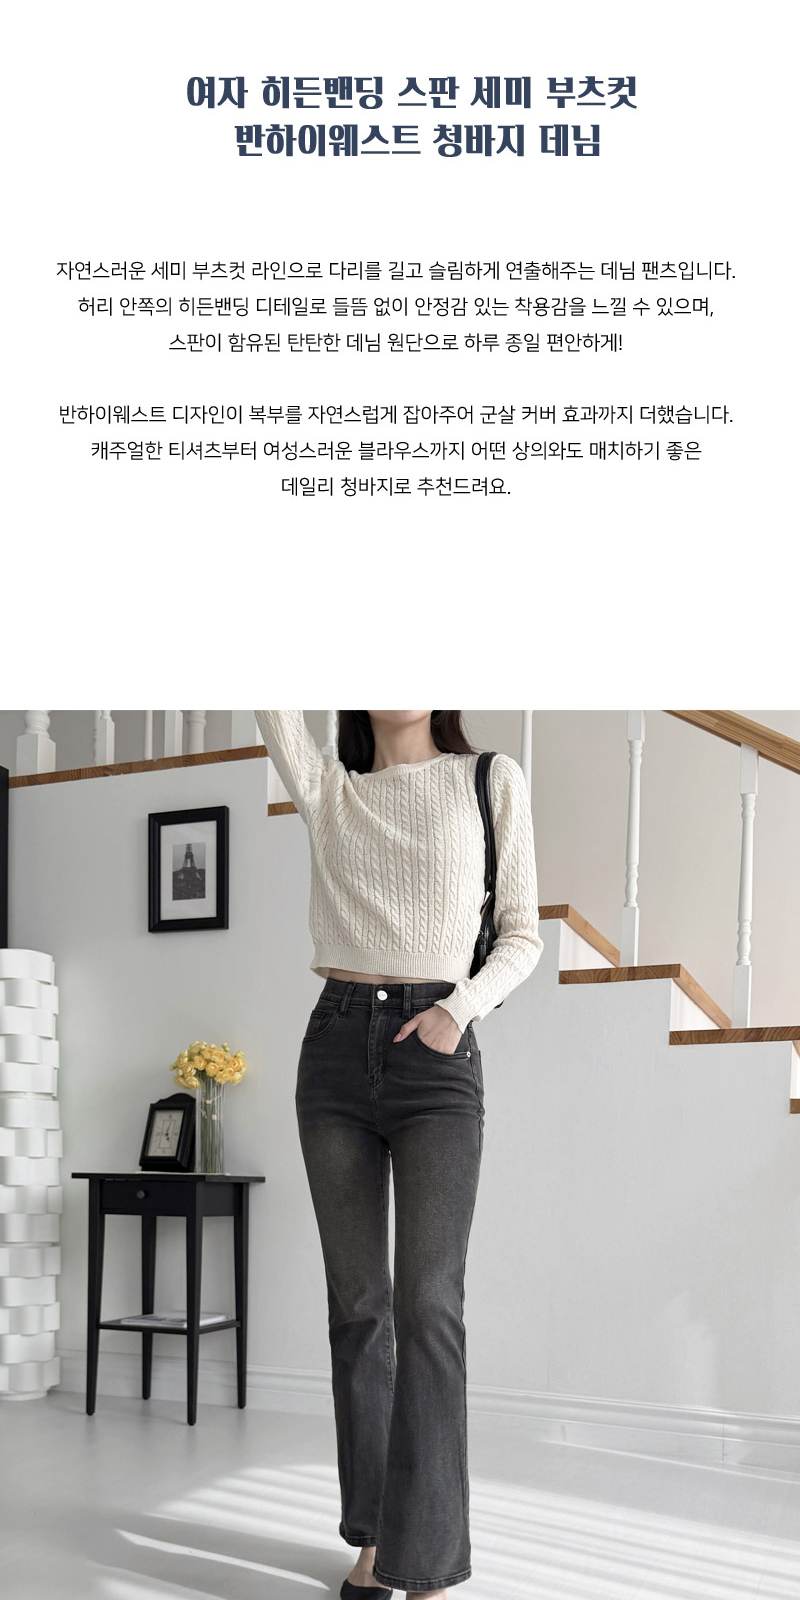 여자 히든밴딩 스판 세미 부츠컷
반하이웨스트 청바지 데님
자연스러운 세미 부츠컷 라인으로 다리를 길고 슬림하게 연출해주는 데님 팬츠입니다.
허리 안쪽의 히든밴딩 디테일로 들뜸 없이 안정감 있는 착용감을 느낄 수 있으며,
스판이 함유된 탄탄한 데님 원단으로 하루 종일 편안하게!
반하이웨스트 디자인이 복부를 자연스럽게 잡아주어 군살 커버 효과까지 더했습니다.
캐주얼한 티셔츠부터 여성스러운 블라우스까지 어떤 상의와도 매치하기 좋은
데일리 청바지로 추천드려요.